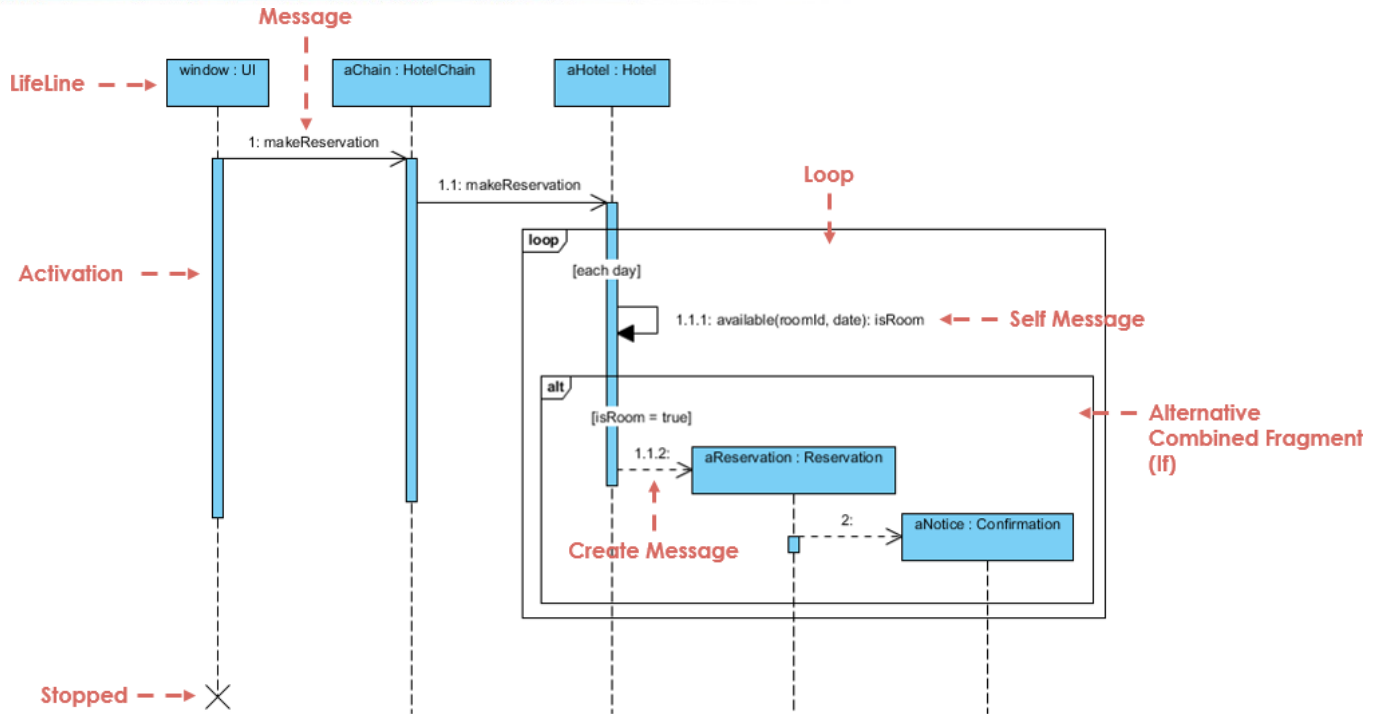 Message
window : UI
aChain : HotelChain
aHotel : Hotel
LifeLine
1: makeReservation
1.1: makeReservation
Loop
loop
[each day]
Activation
1.1.1: available(roomId, date): isRoom
Self Message
alt
[isRoom = true]
Alternative
Combined Fragment
(If)
1.1.2:
aReservation : Reservation
2:
aNotice : Confirmation
Create Message
Stopped